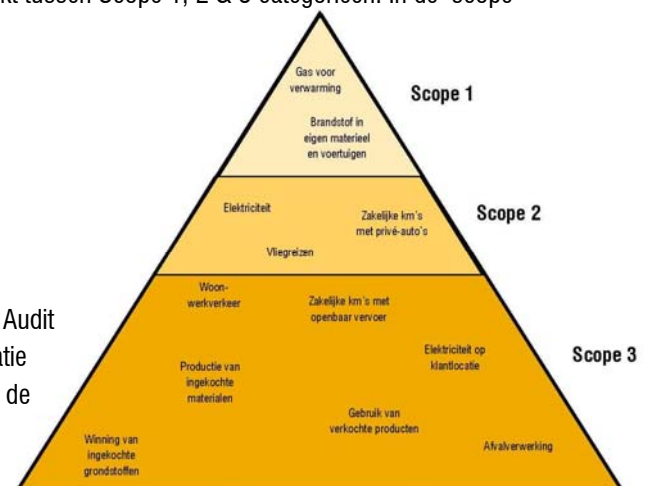 kt tussen Scope 1, 2 & 3 categorieën. In de 'scope
Gas voor
verwarming
Scope 1
Brandstof in
eigen materieel
en voertuigen
Elektriciteit
Zakelijke km's
met privé-auto's
Scope 2
Vliegreizen
Woon-
werkverkeer
Zakelijke km's met
openbaar vervoer
Audit
atie
de
Elektriciteit op
klantlocatie
Scope 3
Productie van
ingekochte
materialen
Gebruik van
verkochte producten
Winning van
ingekochte
grondstoffen
Afvalverwerking